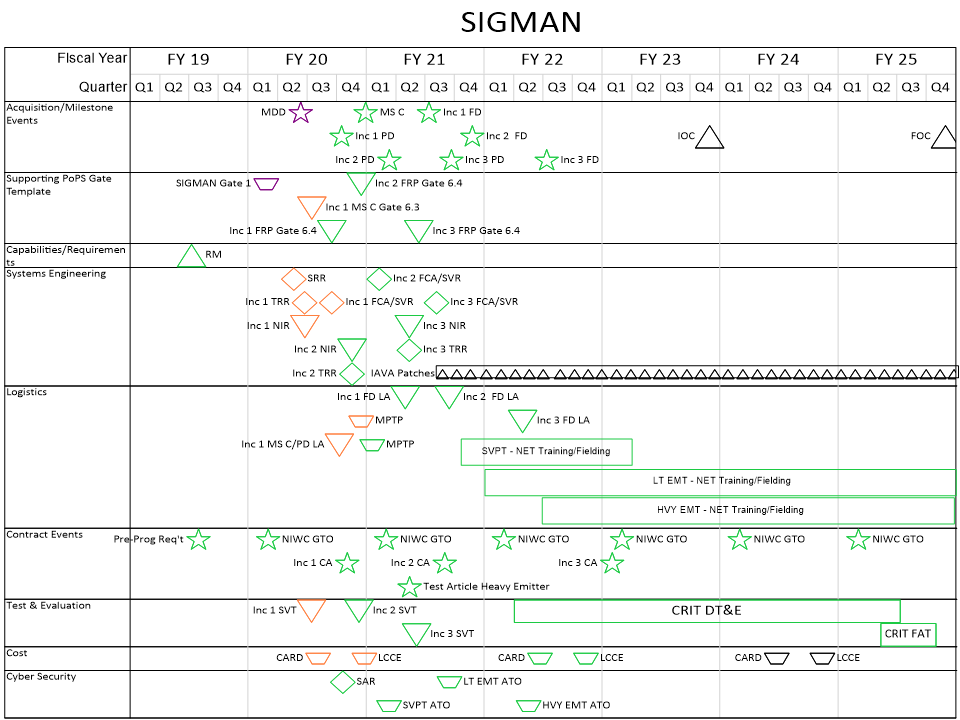 SIGMAN
Fiscal Year FY 19 FY 20 FY 21 FY 22 FY 23 FY 24 FY 25
Quarter Q1 Q2 Q3 Q4 Q1 Q2 Q3 Q4 Q1 Q2 Q3 Q4 Q1 Q2 Q3 Q4 Q1 Q2 Q3 Q4 Q1 Q2 Q3 Q4 Q1 Q2 Q3 Q4
Acquisition/Milestone
Events
MDD MS C Inc 1 FD
Inc 1 PD Inc 2 FD IOC FOC
Inc 2 PD Inc 3 PD Inc 3 FD
Supporting PoPS Gate
Template
SIGMAN Gate 1 Inc 2 FRP Gate 6.4
Inc 1 MS C Gate 6.3
Inc 1 FRP Gate 6.4 Inc 3 FRP Gate 6.4
Capabilities/Requiremen
ts
RM
Systems Engineering
SRR Inc 2 FCA/SVR
Inc 1 TRR Inc 1 FCA/SVR Inc 3 FCA/SVR
Inc 1 NIR Inc 3 NIR
Inc 2 NIR Inc 3 TRR
Inc 2 TRR IAVA Patches
Logistics
Inc 1 FD LA Inc 2 FD LA
MPTP Inc 3 FD LA
Inc 1 MS C/PD LA MPTP SVPT - NET Training/Fielding
LT EMT - NET Training/Fielding
HVY EMT - NET Training/Fielding
Contract Events
Pre-Prog Req't NIWC GTO NIWC GTO NIWC GTO NIWC GTO NIWC GTO NIWC GTO
Inc 1 CA Inc 2 CA Inc 3 CA
Test Article Heavy Emitter
Test & Evaluation
Inc 1 SVT Inc 2 SVT CRIT DT&E
Inc 3 SVT CRIT FAT
Cost
CARD LCCE CARD LCCE CARD LCCE
Cyber Security
SAR LT EMT ATO
SVPT ATO HVY EMT ATO